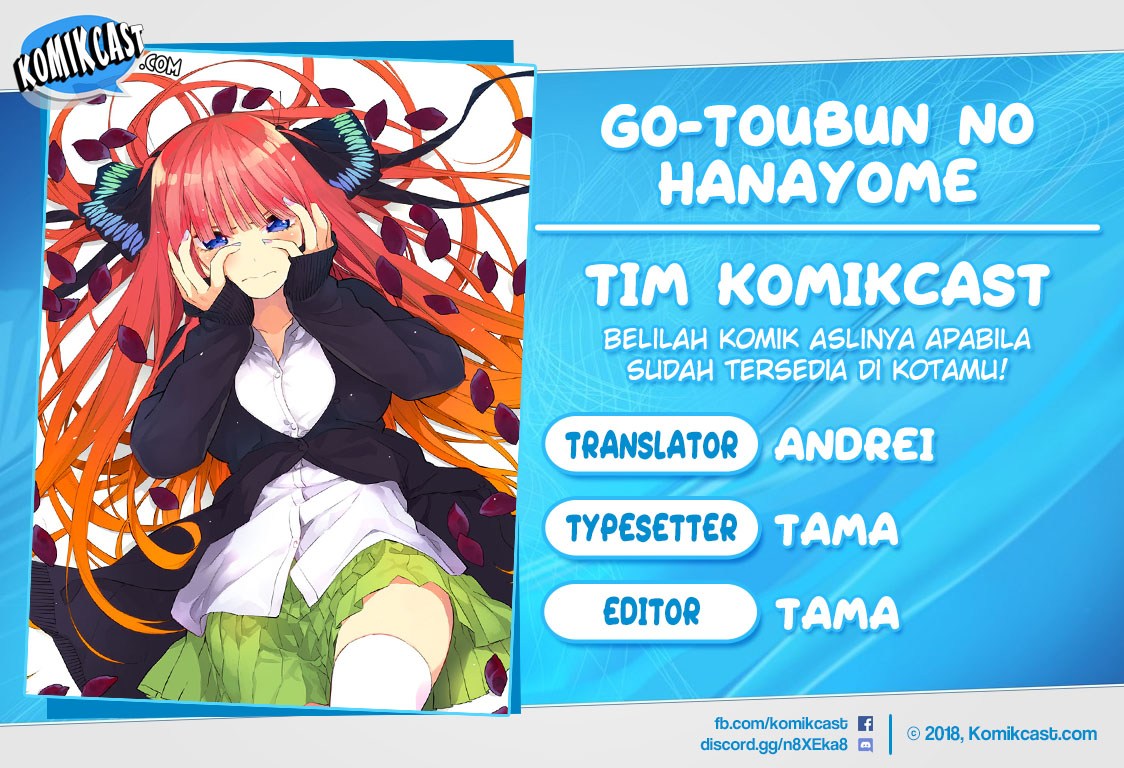 KOMIKCAST.COM
GO-TOUBUN NO
HANAYOME
TIM KOMIKCAST
BELILAH KOMIK ASLINYA APABILA
SUDAH TERSEDIA DI KOTAMU!
TRANSLATOR ANDREI
TYPESETTER TAMA
EDITOR TAMA
fb.com/komikcast
discord.gg/n8XEka8
© 2018, Komikcast.com